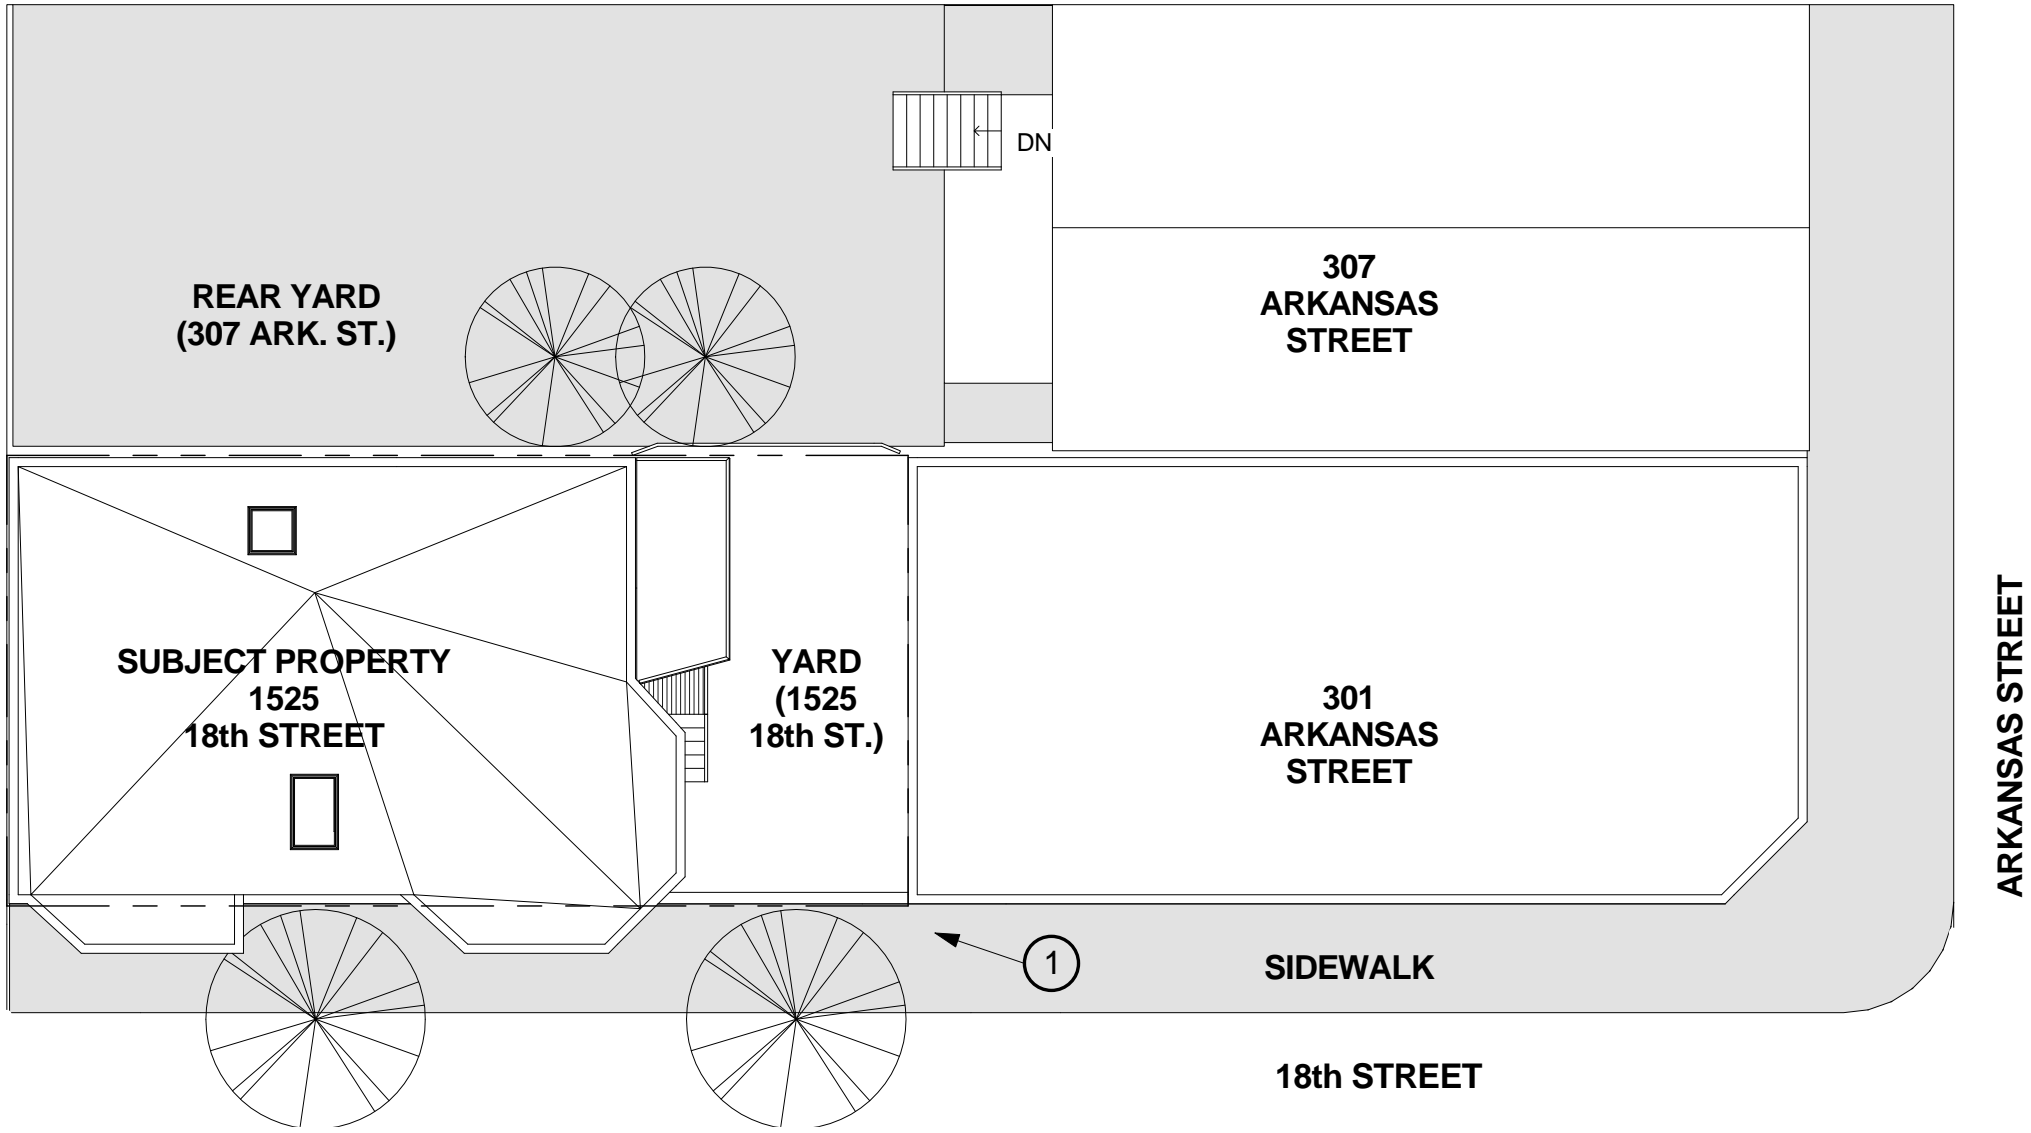 DN
REAR YARD
(307 ARK. ST.)
307
ARKANSAS
STREET
SUBJECT PROPERTY
1525
18th STREET
YARD
(1525
18th ST.)
301
ARKANSAS
STREET
ARKANSAS STREET
1
SIDEWALK
18th STREET